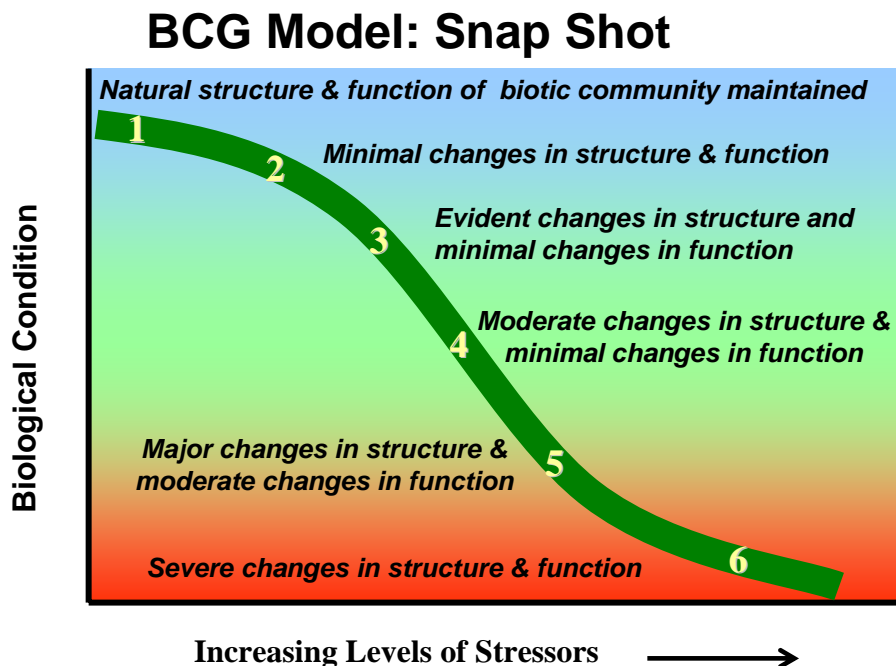 BCG Model: Snap Shot
Natural structure & function of biotic community maintained
1
2
Minimal changes in structure & function
3
Evident changes in structure and
minimal changes in function
4
Moderate changes in structure &
minimal changes in function
Major changes in structure &
moderate changes in function
5
6
Severe changes in structure & function
Biological Condition
Increasing Levels of Stressors